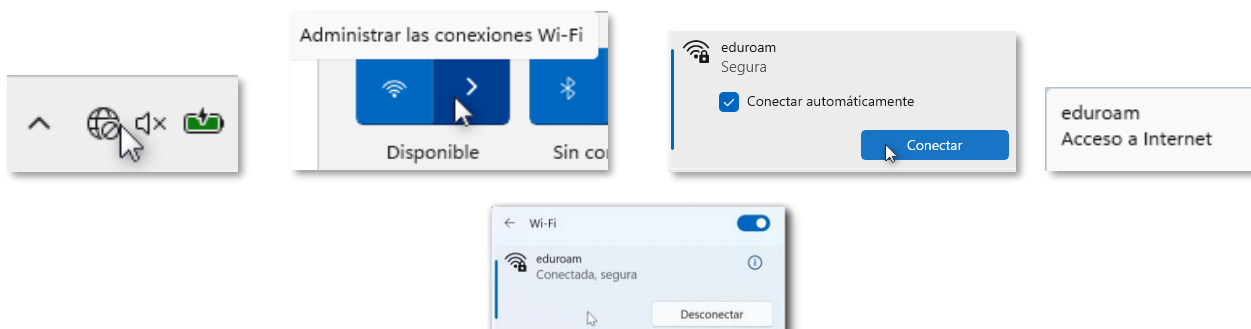 Administrar las conexiones Wi-Fi
Disponible
Sin co
eduroam
Segura
Conectar automáticamente
Conectar
eduroam
Acceso a Internet
Wi-Fi
eduroam
Conectada, segura
Desconectar